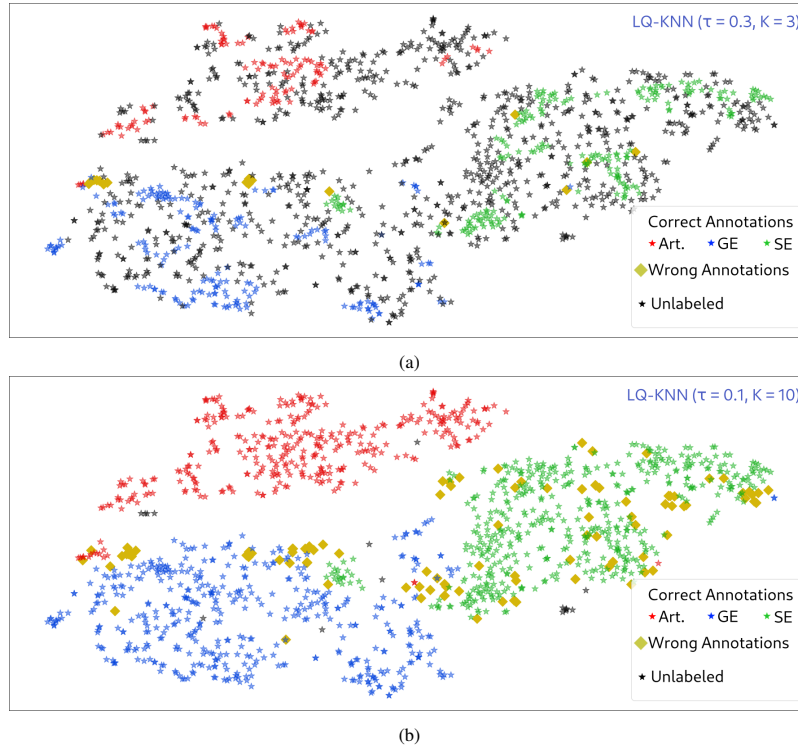 LQ-KNN (τ = 0.3, K = 3)
Correct Annotations
Art. GE SE
Wrong Annotations
Unlabeled
(a)
LQ-KNN (τ = 0.1, K = 10)
Correct Annotations
Art. GE SE
Wrong Annotations
Unlabeled
(b)